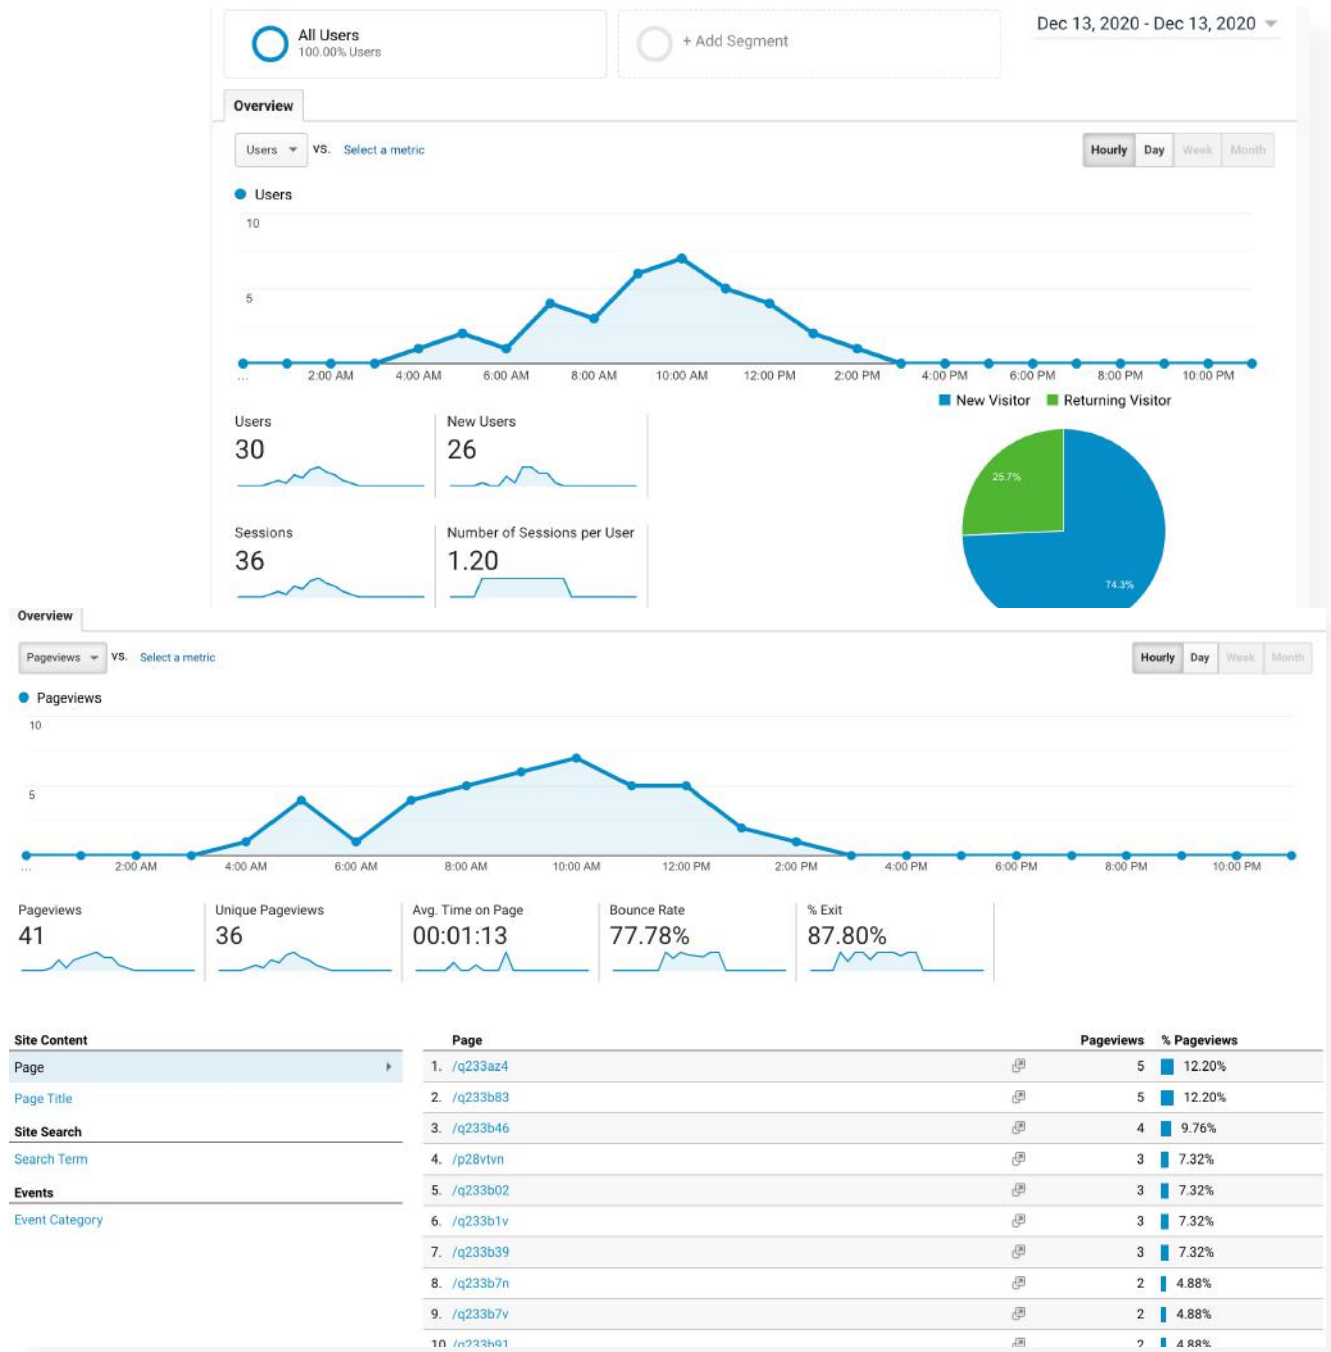 All Users
100.00% Users
+ Add Segment
Dec 13, 2020 - Dec 13, 2020
Overview
Users VS. Select a metric
Hourly Day Week Month
Users
10
5
... 2:00 AM 4:00 AM 6:00 AM 8:00 AM 10:00 AM 12:00 PM 2:00 PM 4:00 PM 6:00 PM 8:00 PM 10:00 PM
New Visitor Returning Visitor
Users
30
New Users
26
25.7%
74.3%
Sessions
36
Number of Sessions per User
1.20
Overview
Pageviews VS. Select a metric
Hourly Day Week Month
Pageviews
10
5
... 2:00 AM 4:00 AM 6:00 AM 8:00 AM 10:00 AM 12:00 PM 2:00 PM 4:00 PM 6:00 PM 8:00 PM 10:00 PM
Pageviews
41
Unique Pageviews
36
Avg. Time on Page
00:01:13
Bounce Rate
77.78%
% Exit
87.80%
Site Content
Page
Page Title
Site Search
Search Term
Events
Event Category
Page Pageviews % Pageviews
1. /q233az4 5 12.20%
2. /q233b83 5 12.20%
3. /q233b46 4 9.76%
4. /p28vtvn 3 7.32%
5. /q233b02 3 7.32%
6. /q233b1v 3 7.32%
7. /q233b39 3 7.32%
8. /q233b7n 2 4.88%
9. /q233b7v 2 4.88%
10. /q233b91 2 4.88%